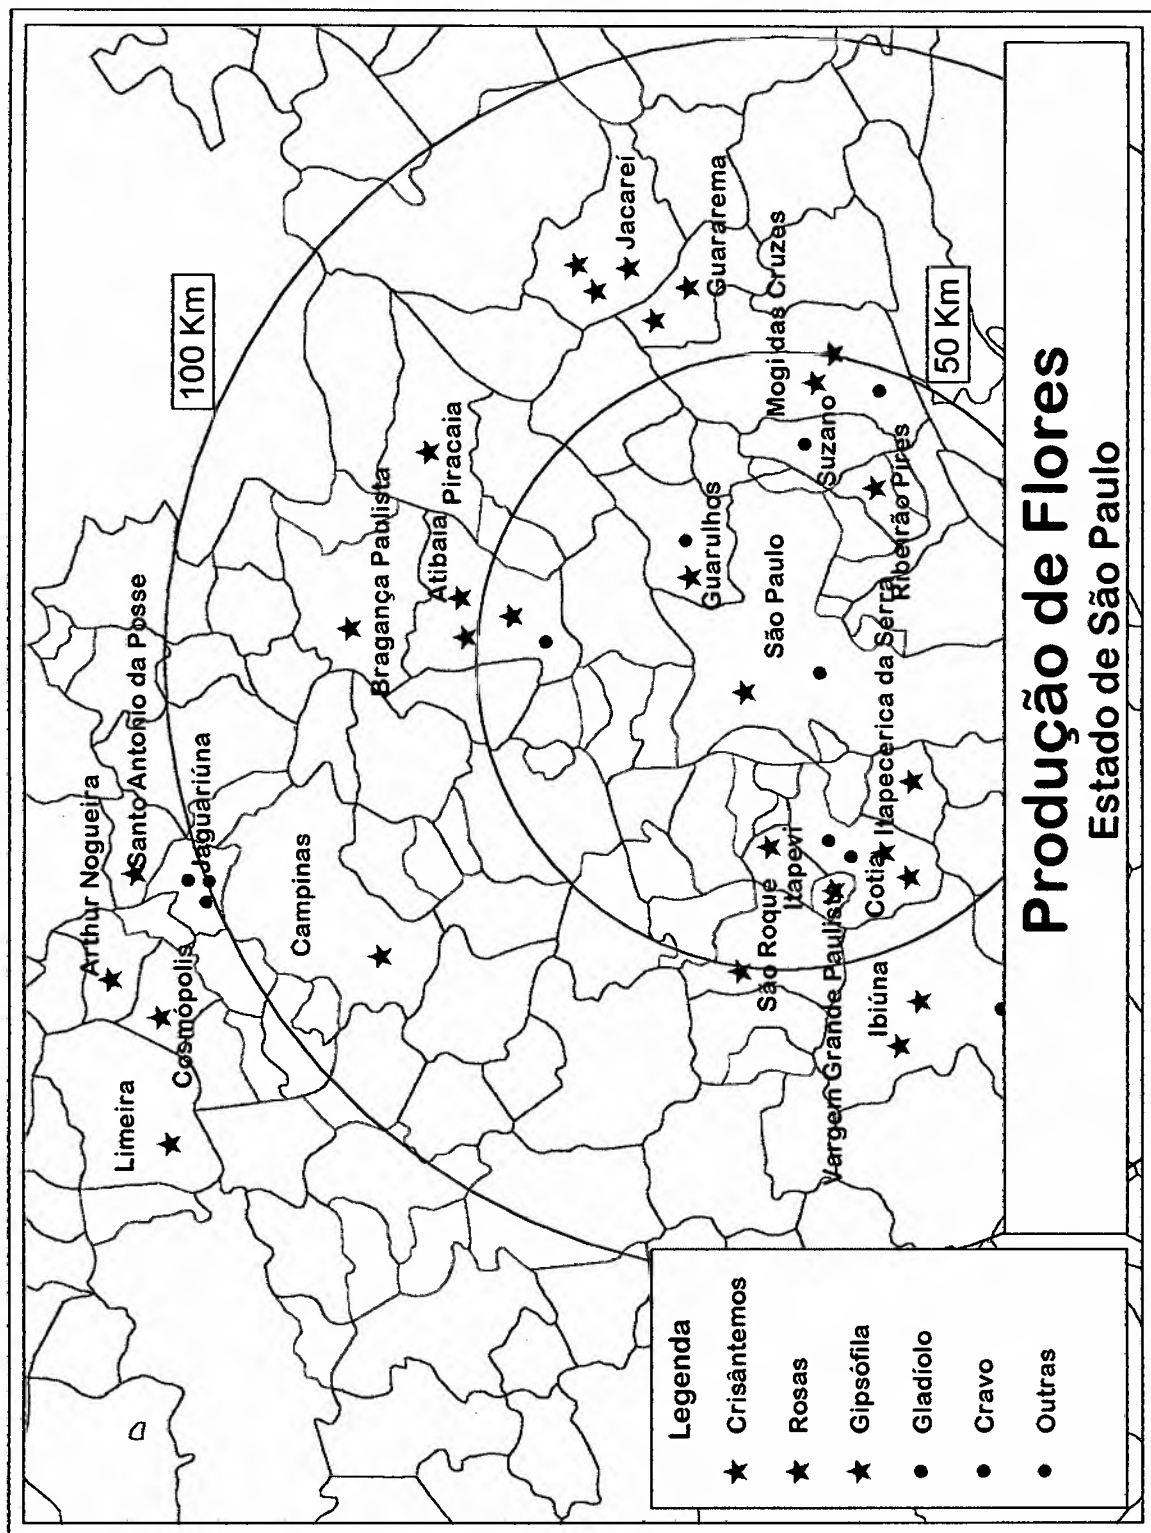 Arthur Nogueira
Santo Antonio da Posse
Limeira
Cosmópolis
Jaguariúna
100 Km
Campinas
Bragança Paulista
Atibaia
Piracaia
Jacareí
Guararema
Mogi das Cruzes
Guarulhos
São Paulo
Suzano
Ribeirão Pires
50 Km
São Roque
Itapevi
Vargem Grande Paulista
Cotia
Itapecerica da Serra
Ibiúna
Legenda
Crisântemos
Rosas
Gipsófila
Gladíolo
Cravo
Outras
Produção de Flores
Estado de São Paulo